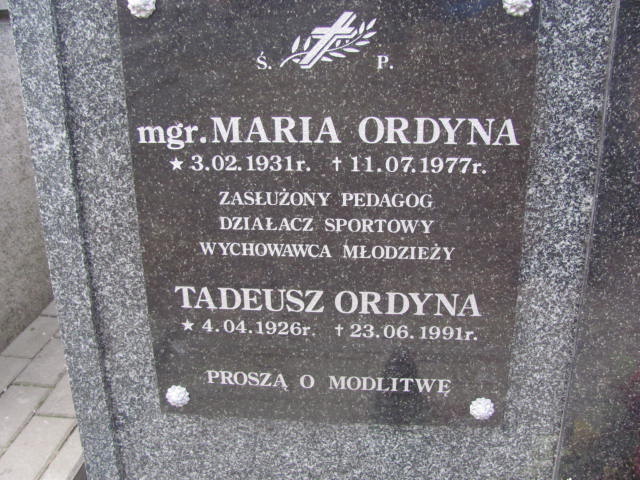 Ś. P.
mgr. MARIA ORDYNA
★ 3.02.1931r. † 11.07.1977r.
ZASŁUŻONY PEDAGOG
DZIAŁACZ SPORTOWY
WYCHOWAWCA MŁODZIEŻY
TADEUSZ ORDYNA
★ 4.04.1926r. † 23.06.1991r.
PROSZĄ O MODLITWĘ